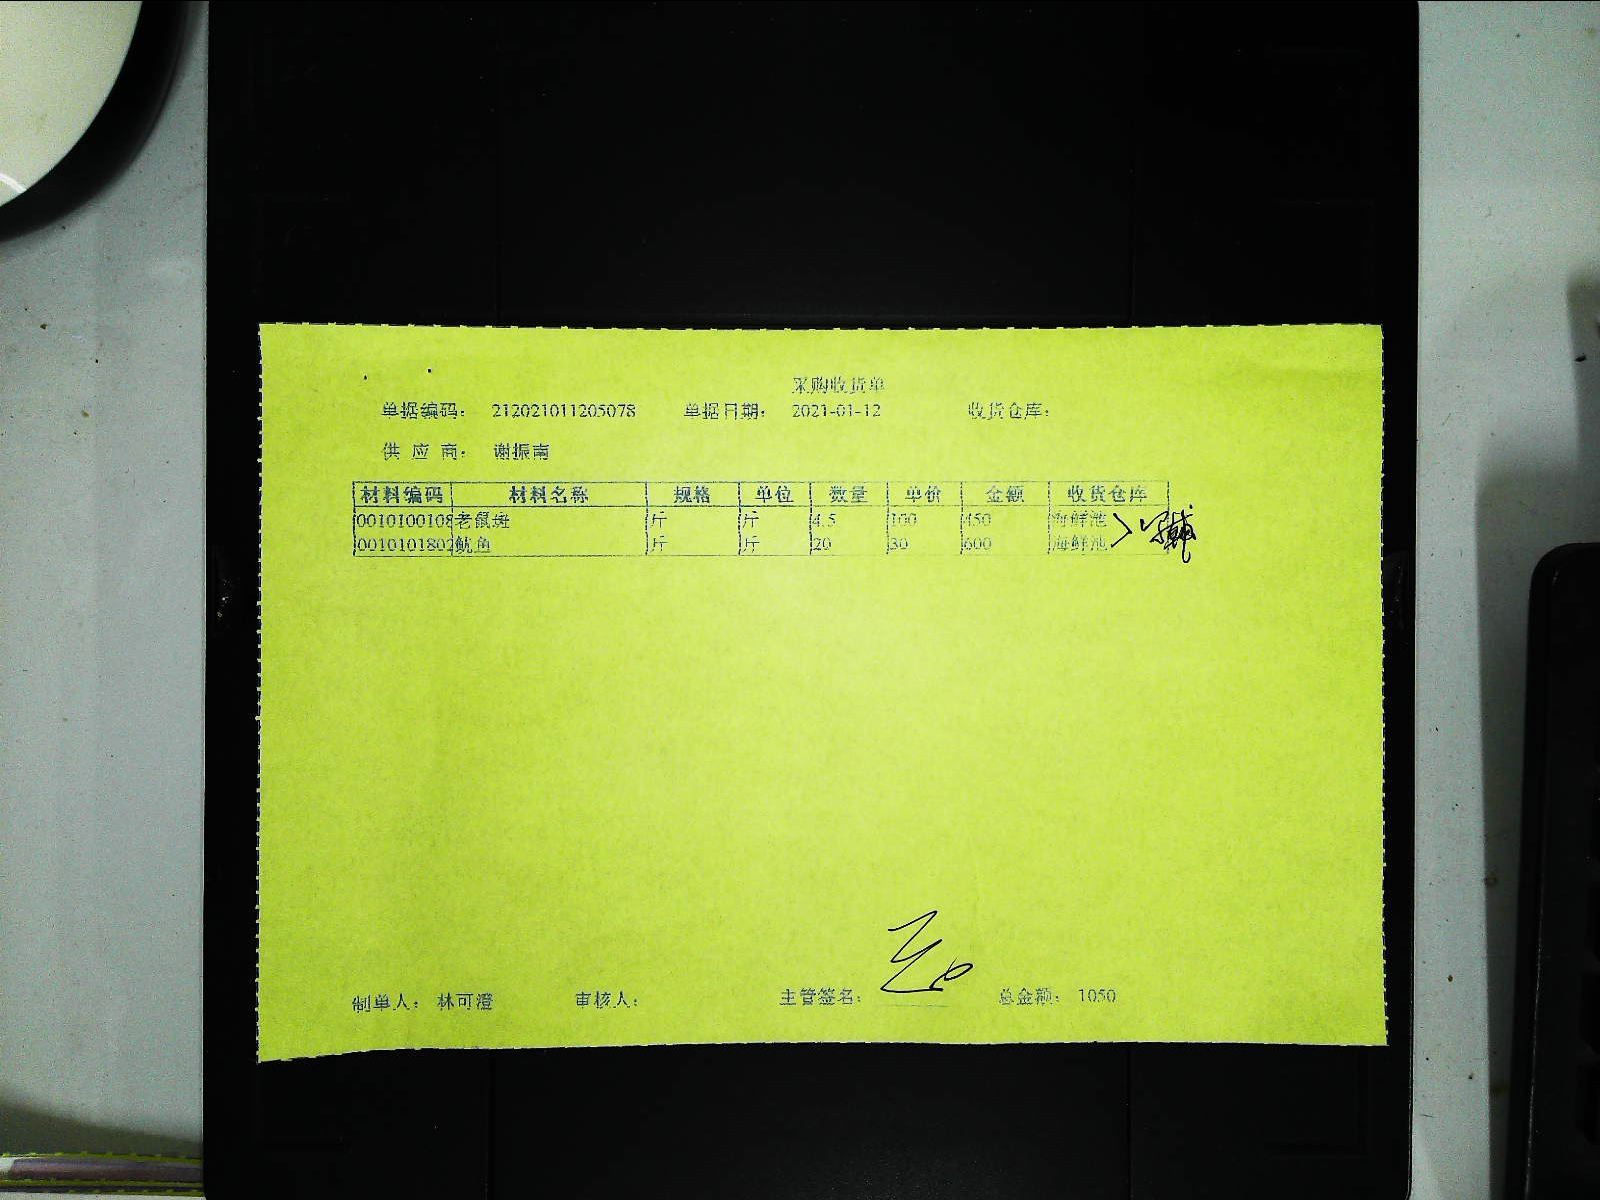 采购收货单
单据编码： 212021011205078 单据日期： 2021-01-12 收货仓库：
供 应 商： 谢振南
材料编码 材料名称 规格 单位 数量 单价 金额 收货仓库
0010100108 老鼠斑 斤 斤 4.5 100 450 海鲜池
0010101802 鱿鱼 斤 斤 20 30 600 海鲜池
制单人： 林可澄 审核人： 主管签名： 总金额： 1050